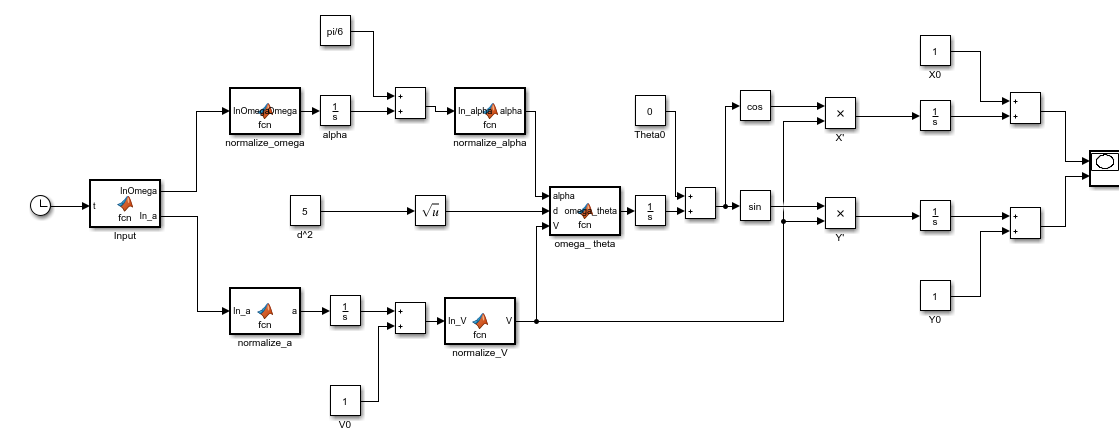 pi/6
1
X0
InOmega Omega
fcn
normalize_omega
1
s
alpha
+
+
In_alpha alpha
fcn
normalize_alpha
0
Theta0
cos
×
X'
1
s
+
+
t
InOmega
In_a
fcn
Input
5
d^2
√u
alpha
d
V
omega_theta
fcn
omega_ theta
1
s
+
+
sin
×
Y'
1
s
+
+
In_a
a
fcn
normalize_a
1
s
+
+
In_V
V
fcn
normalize_V
1
Y0
1
V0